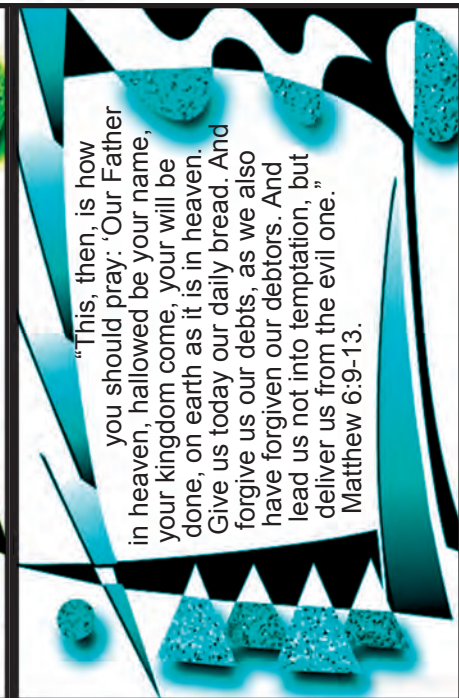 “This, then, is how
you should pray: ‘Our Father
in heaven, hallowed be your name,
your kingdom come, your will be
done, on earth as it is in heaven.
Give us today our daily bread. And
forgive us our debts, as we also
have forgiven our debtors. And
lead us not into temptation, but
deliver us from the evil one.”
Matthew 6:9-13.